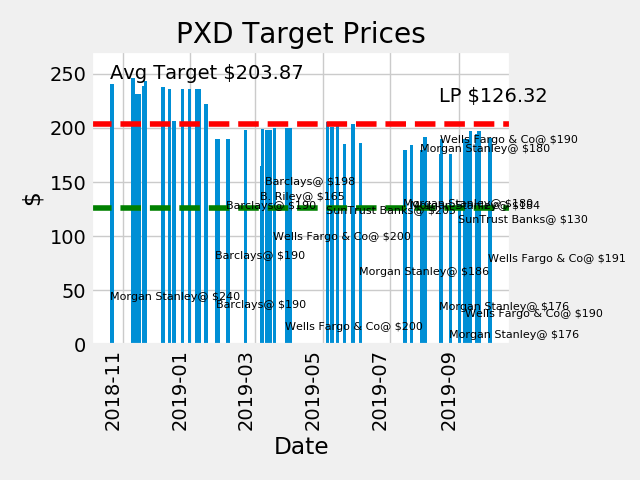 PXD Target Prices
Avg Target $203.87
LP $126.32
Wells Fargo & Co@ $190
Morgan Stanley@ $180
Barclays@ $198
B. Riley@ $165
Barclays@ $190
Morgan Stanley@ $180
Morgan Stanley@ $184
SunTrust Banks@ $205
SunTrust Banks@ $130
Wells Fargo & Co@ $200
Barclays@ $190
Wells Fargo & Co@ $191
Morgan Stanley@ $186
Morgan Stanley@ $240
Barclays@ $190
Morgan Stanley@ $176
Wells Fargo & Co@ $190
Wells Fargo & Co@ $200
Morgan Stanley@ $176
250
200
150
100
50
0
$
2018-11
2019-01
2019-03
2019-05
2019-07
2019-09
Date